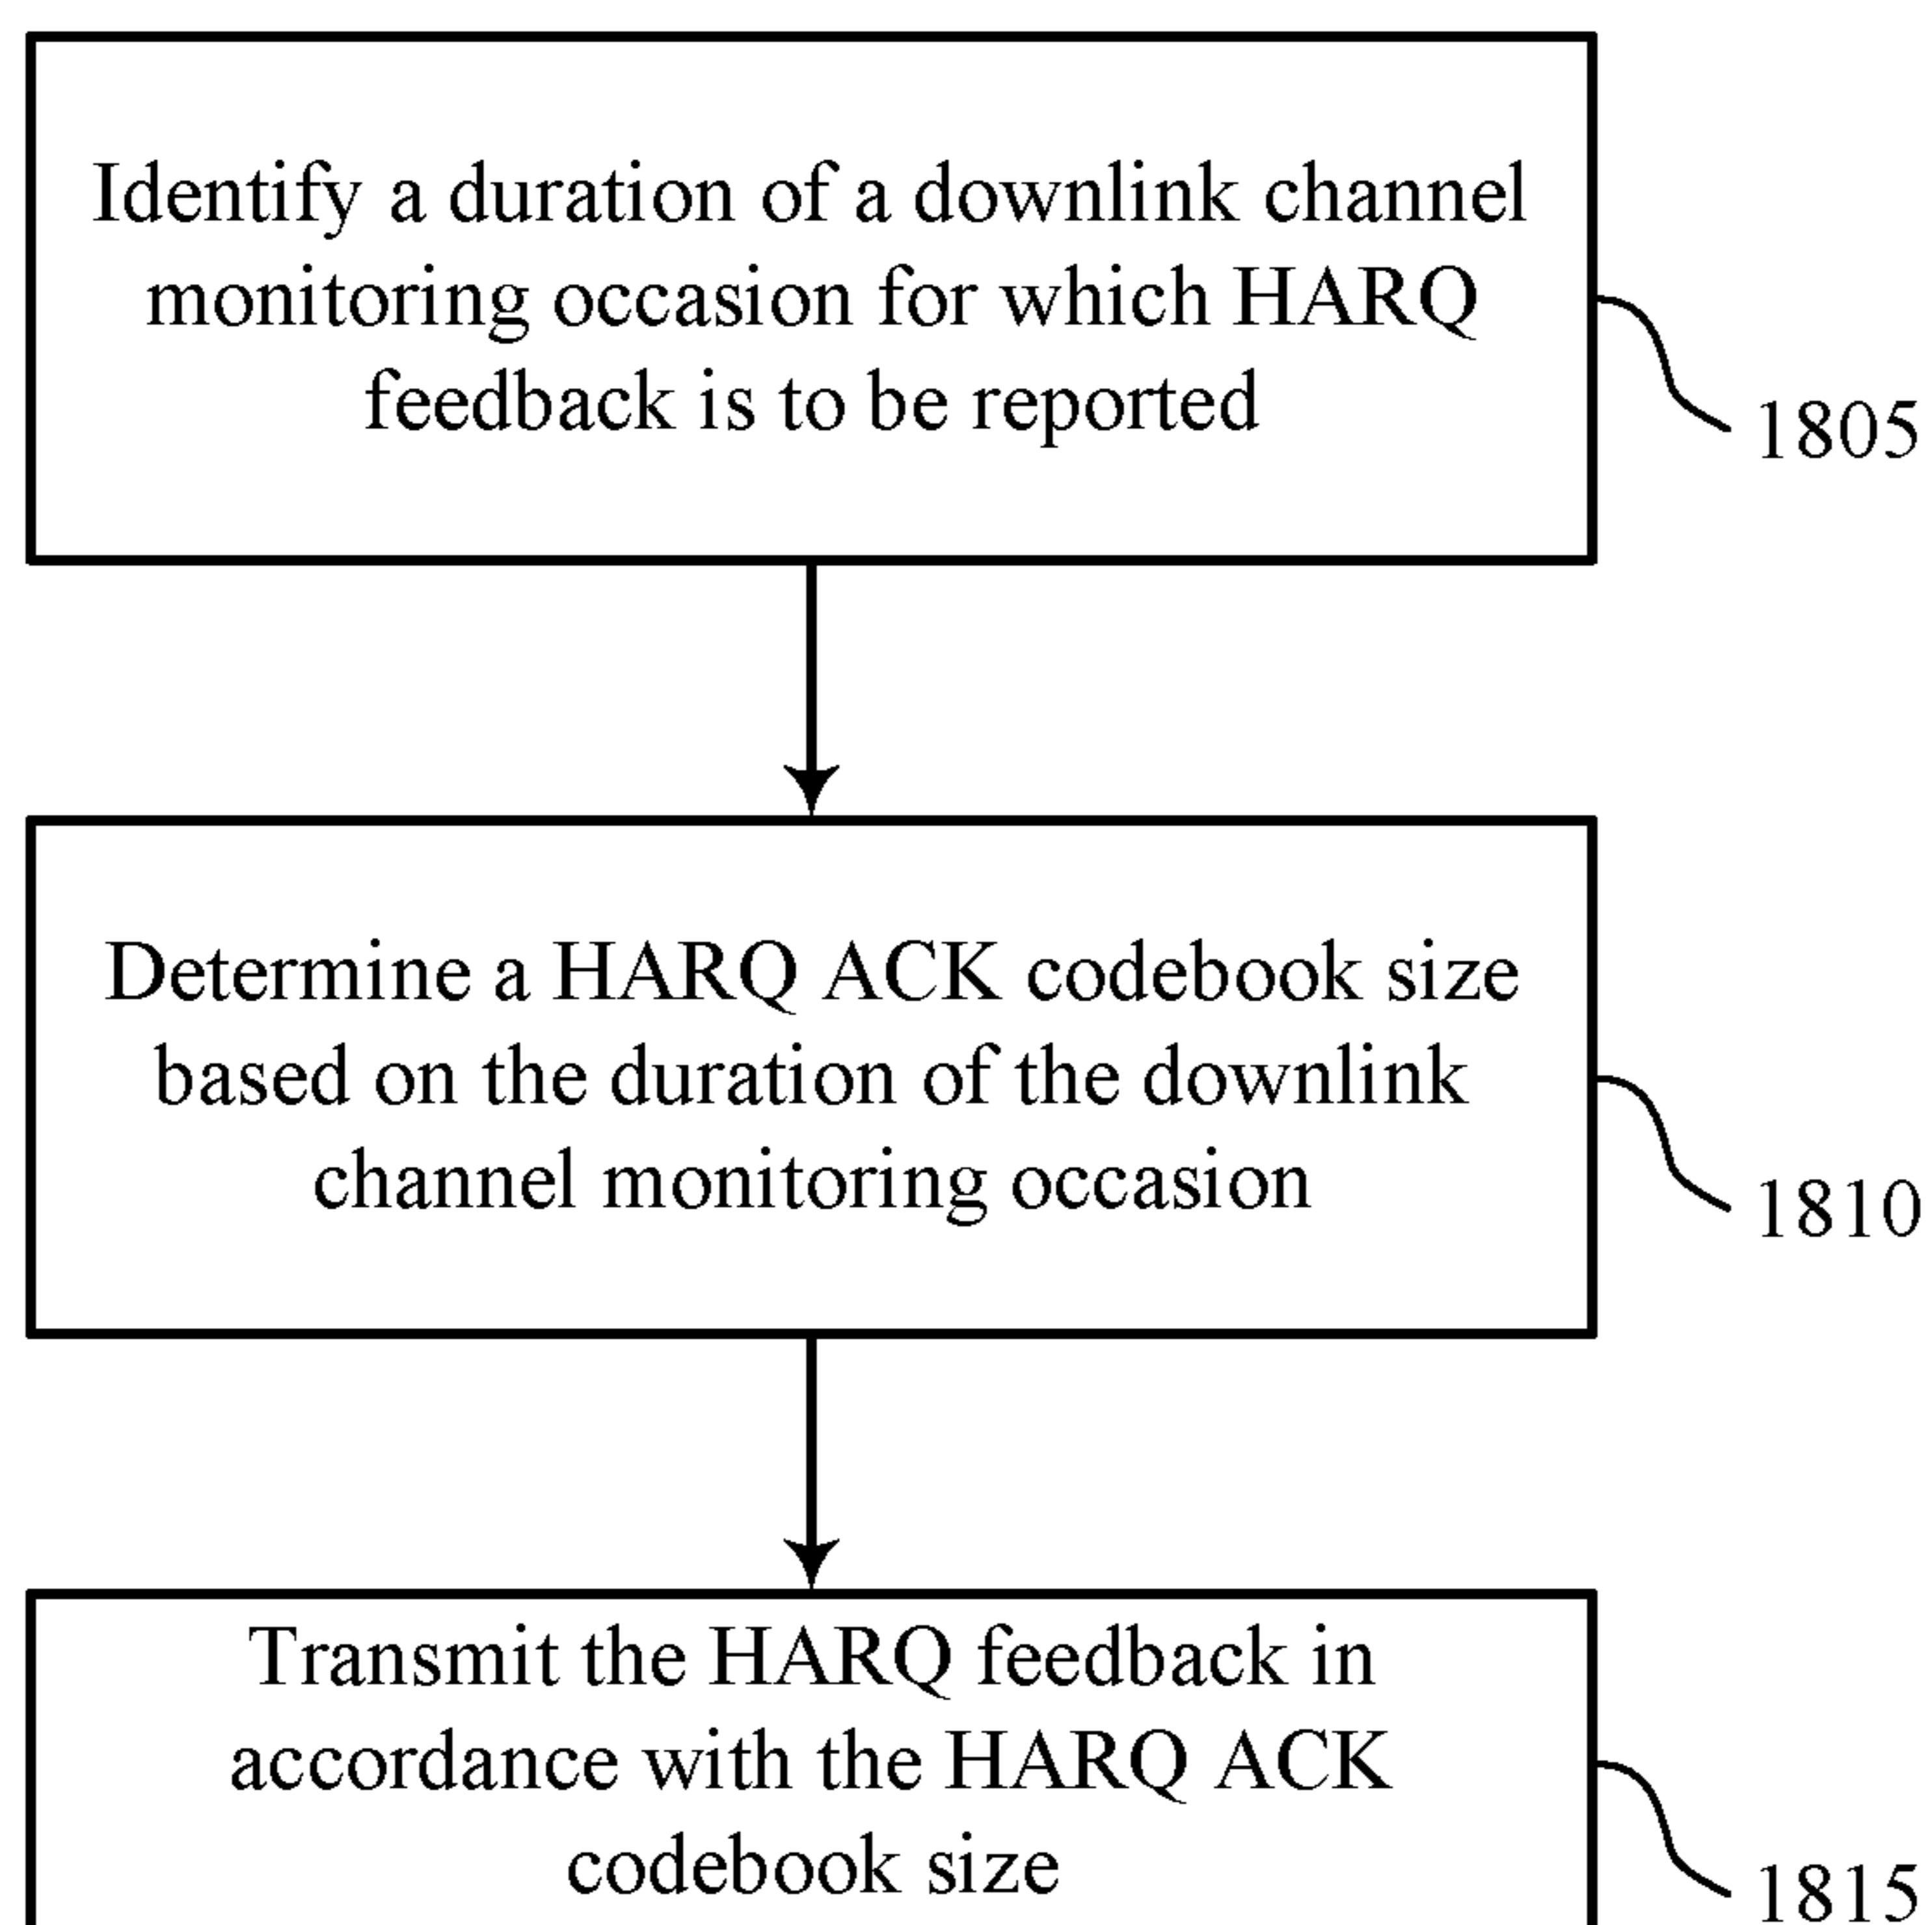 Identify a duration of a downlink channel
monitoring occasion for which HARQ
feedback is to be reported
1805
Determine a HARQ ACK codebook size
based on the duration of the downlink
channel monitoring occasion
1810
Transmit the HARQ feedback in
accordance with the HARQ ACK
codebook size
1815